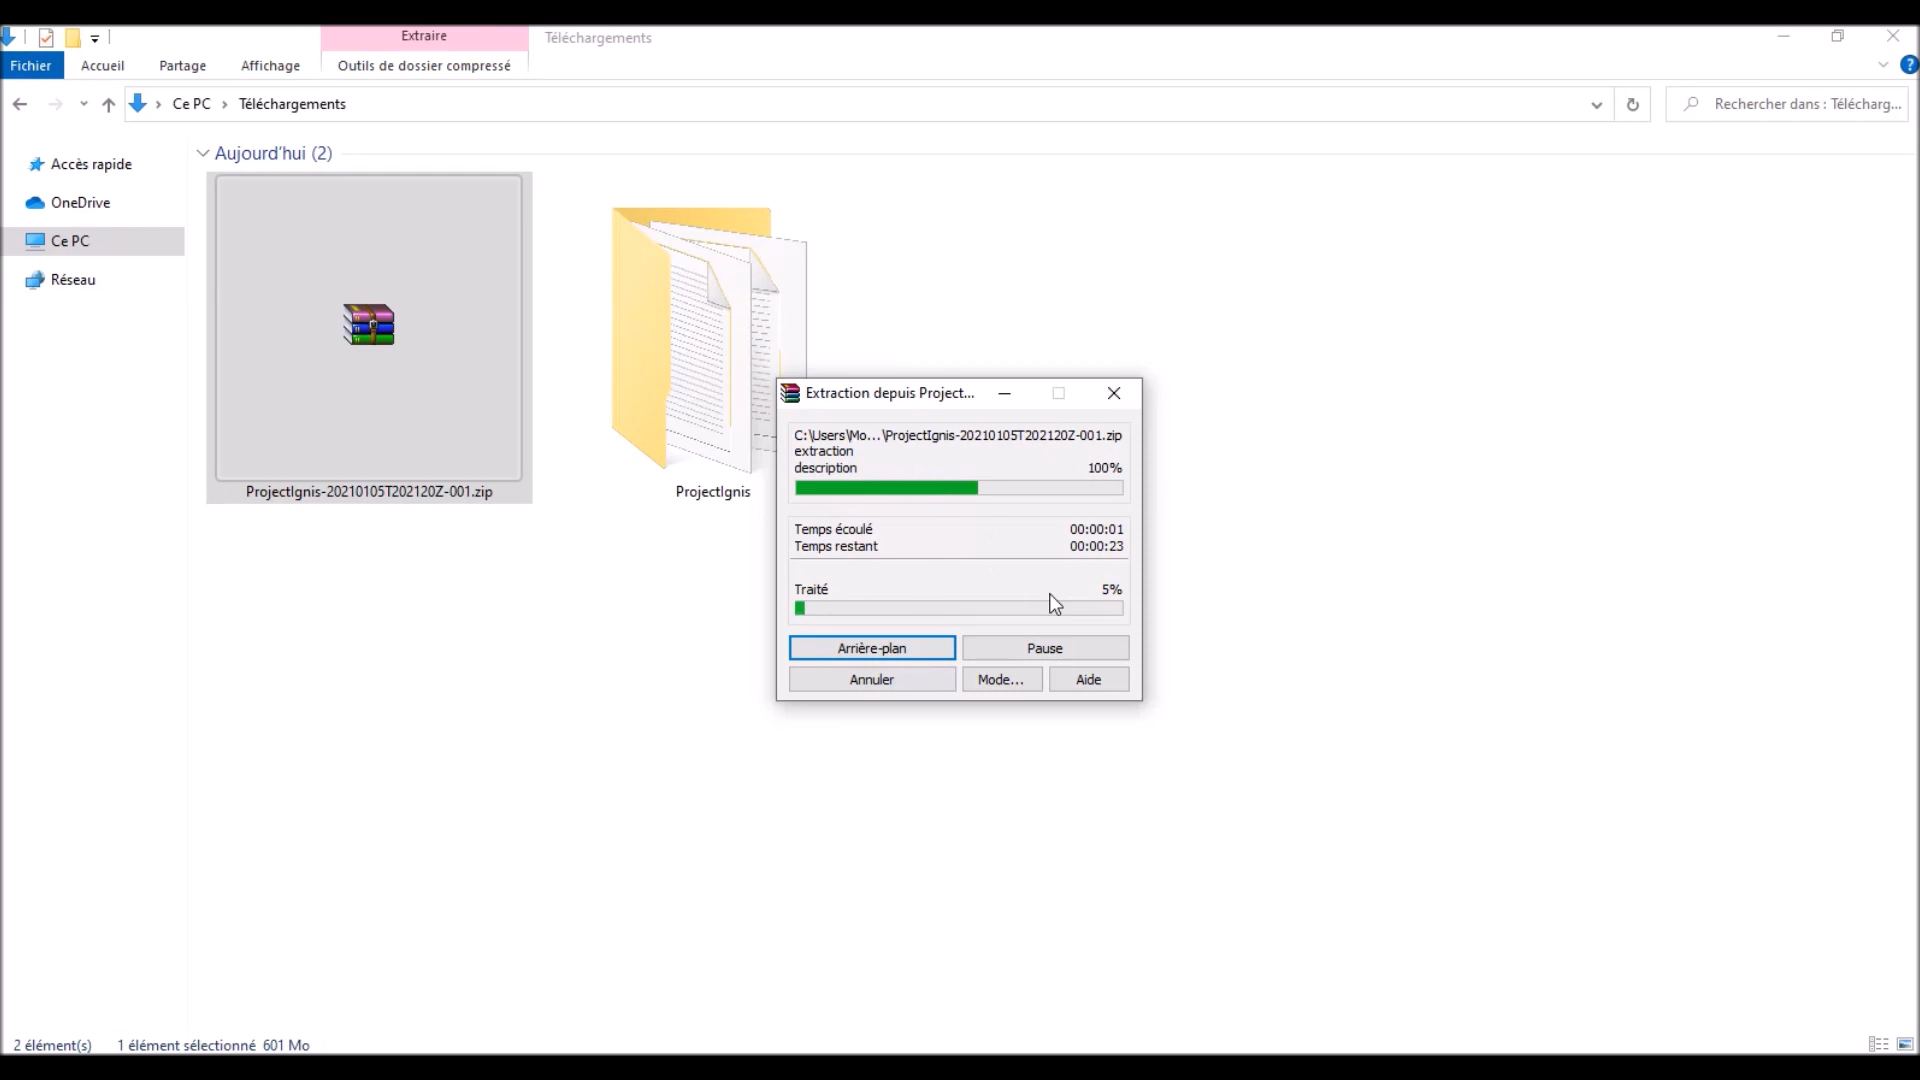 Extraire
Téléchargements
Fichier
Accueil
Partage
Affichage
Outils de dossier compressé
?
Ce PC
Téléchargements
Rechercher dans : Télécharg...
Accès rapide
OneDrive
Ce PC
Réseau
Aujourd'hui (2)
ProjectIgnis-20210105T202120Z-001.zip
ProjectIgnis
Extraction depuis Project...
C:\Users\Mo...\ProjectIgnis-20210105T202120Z-001.zip
extraction
description 100%
Temps écoulé 00:00:01
Temps restant 00:00:23
Traité 5%
Arrière-plan
Pause
Annuler
Mode...
Aide
2 élément(s) 1 élément sélectionné 601 Mo